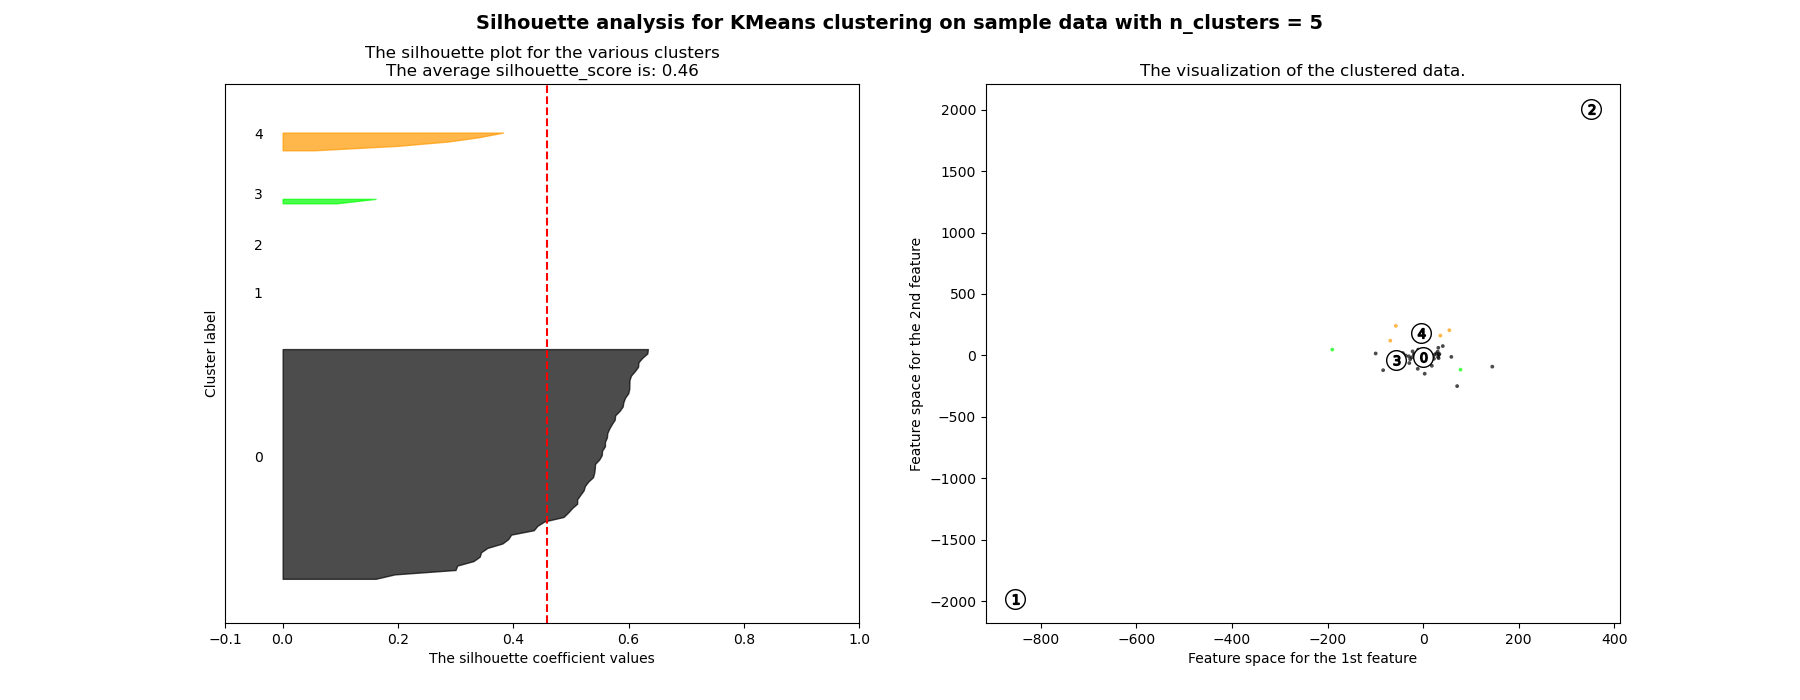 Silhouette analysis for KMeans clustering on sample data with n_clusters = 5
The silhouette plot for the various clusters
The average silhouette_score is: 0.46
4
3
2
1
0
Cluster label
−0.1 0.0 0.2 0.4 0.6 0.8 1.0
The silhouette coefficient values
The visualization of the clustered data.
2000
1500
1000
500
0
−500
−1000
−1500
−2000
Feature space for the 2nd feature
2
4
3 0
1
−800 −600 −400 −200 0 200 400
Feature space for the 1st feature